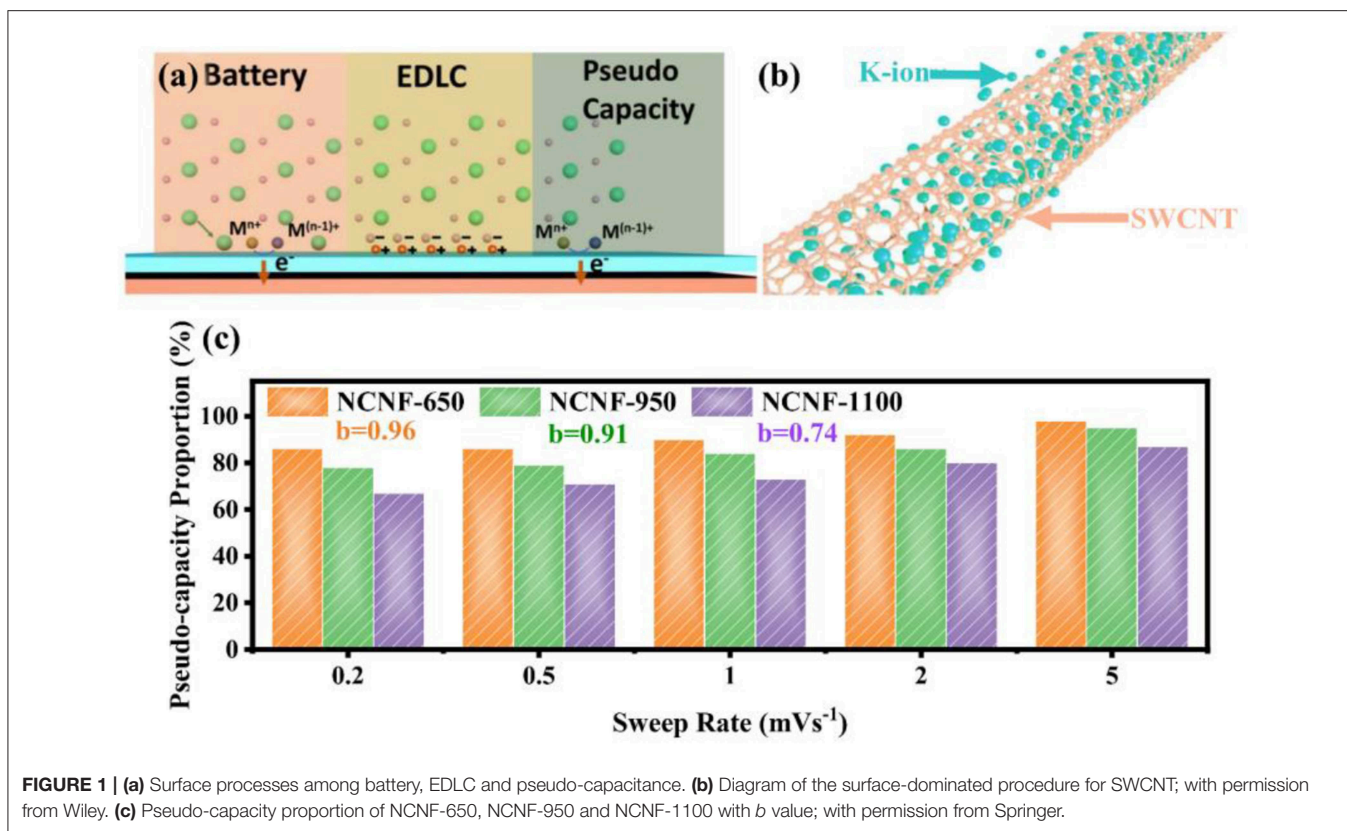 (a) Battery
EDLC
Pseudo
Capacity
Mⁿ⁺
M⁽ⁿ⁻¹⁾⁺
e⁻
Mⁿ⁺
M⁽ⁿ⁻¹⁾⁺
e⁻
(b)
K-ion
SWCNT
(c)
Pseudo-capacity Proportion (%)
NCNF-650
NCNF-950
NCNF-1100
b=0.96
b=0.91
b=0.74
100
80
60
40
20
0
0.2
0.5
1
2
5
Sweep Rate (mVs⁻¹)
FIGURE 1 | (a) Surface processes among battery, EDLC and pseudo-capacitance. (b) Diagram of the surface-dominated procedure for SWCNT; with permission
from Wiley. (c) Pseudo-capacity proportion of NCNF-650, NCNF-950 and NCNF-1100 with b value; with permission from Springer.